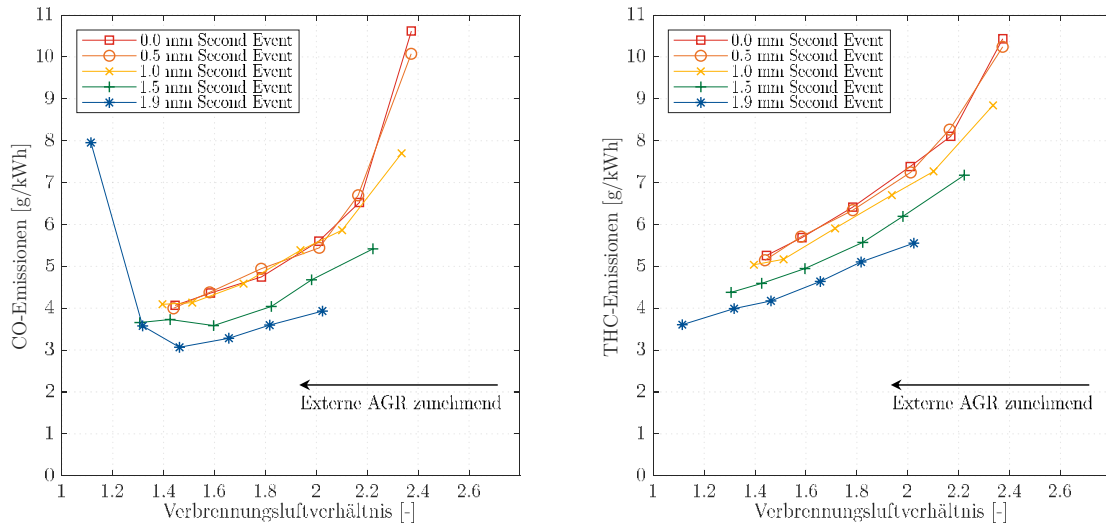 11
10
9
8
7
6
5
4
3
2
1
0
CO-Emissionen [g/kWh]
0.0 mm Second Event
0.5 mm Second Event
1.0 mm Second Event
1.5 mm Second Event
1.9 mm Second Event
Externe AGR zunehmend
1 1.2 1.4 1.6 1.8 2 2.2 2.4 2.6
Verbrennungsluftverhältnis [-]
11
10
9
8
7
6
5
4
3
2
1
0
THC-Emissionen [g/kWh]
0.0 mm Second Event
0.5 mm Second Event
1.0 mm Second Event
1.5 mm Second Event
1.9 mm Second Event
Externe AGR zunehmend
1 1.2 1.4 1.6 1.8 2 2.2 2.4 2.6
Verbrennungsluftverhältnis [-]